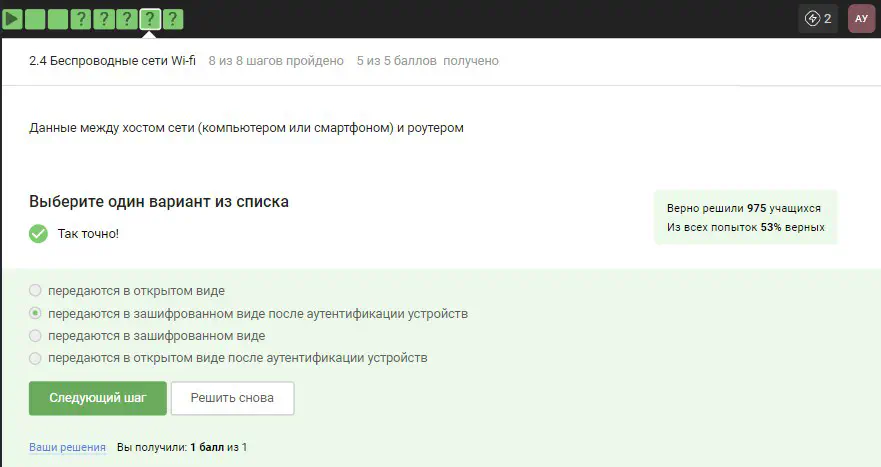 ? ? ? ? ? 2 АУ
2.4 Беспроводные сети Wi-fi 8 из 8 шагов пройдено 5 из 5 баллов получено
Данные между хостом сети (компьютером или смартфоном) и роутером
Выберите один вариант из списка
Так точно!
Верно решили 975 учащихся
Из всех попыток 53% верных
передаются в открытом виде
передаются в зашифрованном виде после аутентификации устройств
передаются в зашифрованном виде
передаются в открытом виде после аутентификации устройств
Следующий шаг Решить снова
Ваши решения Вы получили: 1 балл из 1